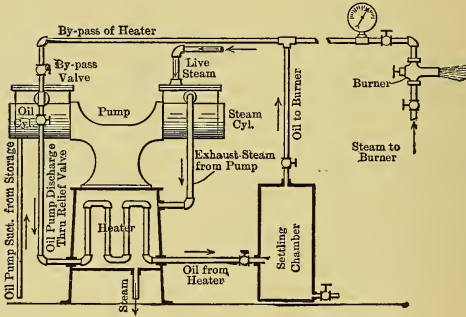 By-pass of Heater
By-pass
Valve
Live
Steam
Burner
Oil
Cyl.
Pump
Steam
Cyl.
Oil to Burner
Steam to
Burner
Exhaust-Steam
from Pump
Oil Pump Suct. from Storage
Oil Pump Discharge
Thru Relief Valve
Heater
Settling
Chamber
Oil from
Heater
Steam